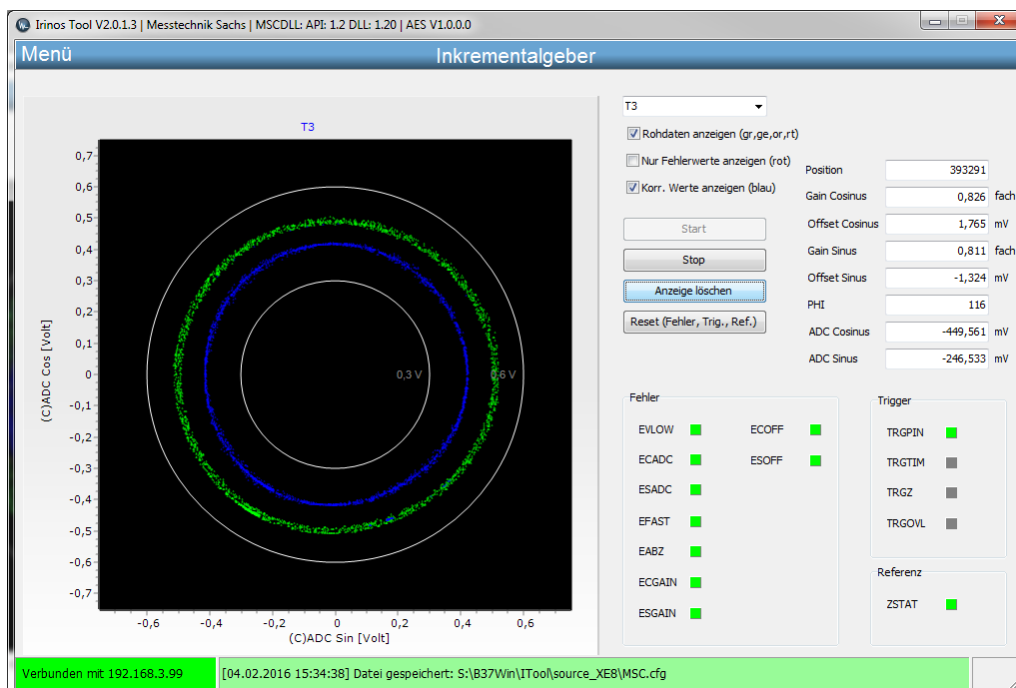 Irinos Tool V2.0.1.3 | Messtechnik Sachs | MSCDLL: API: 1.2 DLL: 1.20 | AES V1.0.0.0
Menü
Inkrementalgeber
T3
0,7
0,6
0,5
0,4
0,3
0,2
0,1
0
-0,1
-0,2
-0,3
-0,4
-0,5
-0,6
-0,7
(C)ADC Cos [Volt]
0,3 V
0,6 V
-0,6
-0,4
-0,2
0
0,2
0,4
0,6
(C)ADC Sin [Volt]
T3
Rohdaten anzeigen (gr,ge,or,rt)
Nur Fehlerwerte anzeigen (rot)
Korr. Werte anzeigen (blau)
Start
Stop
Anzeige löschen
Reset (Fehler, Trig., Ref.)
Position 393291
Gain Cosinus 0,826 fach
Offset Cosinus 1,765 mV
Gain Sinus 0,811 fach
Offset Sinus -1,324 mV
PHI 116
ADC Cosinus -449,561 mV
ADC Sinus -246,533 mV
Fehler
EVLOW ECOFF
ECADC ESOFF
ESADC
EFAST
EABZ
ECGAIN
ESGAIN
Trigger
TRGPIN
TRGTIM
TRGZ
TRGOVL
Referenz
ZSTAT
Verbunden mit 192.168.3.99
[04.02.2016 15:34:38] Datei gespeichert: S:\B37Win\ITool\source_XE8\MSC.cfg